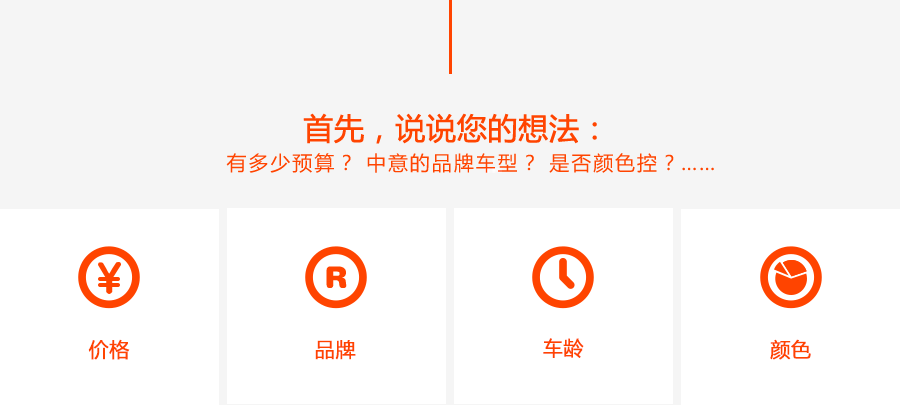 首先，说说您的想法：
有多少预算？ 中意的品牌车型？ 是否颜色控？……
¥
R
价格
品牌
车龄
颜色